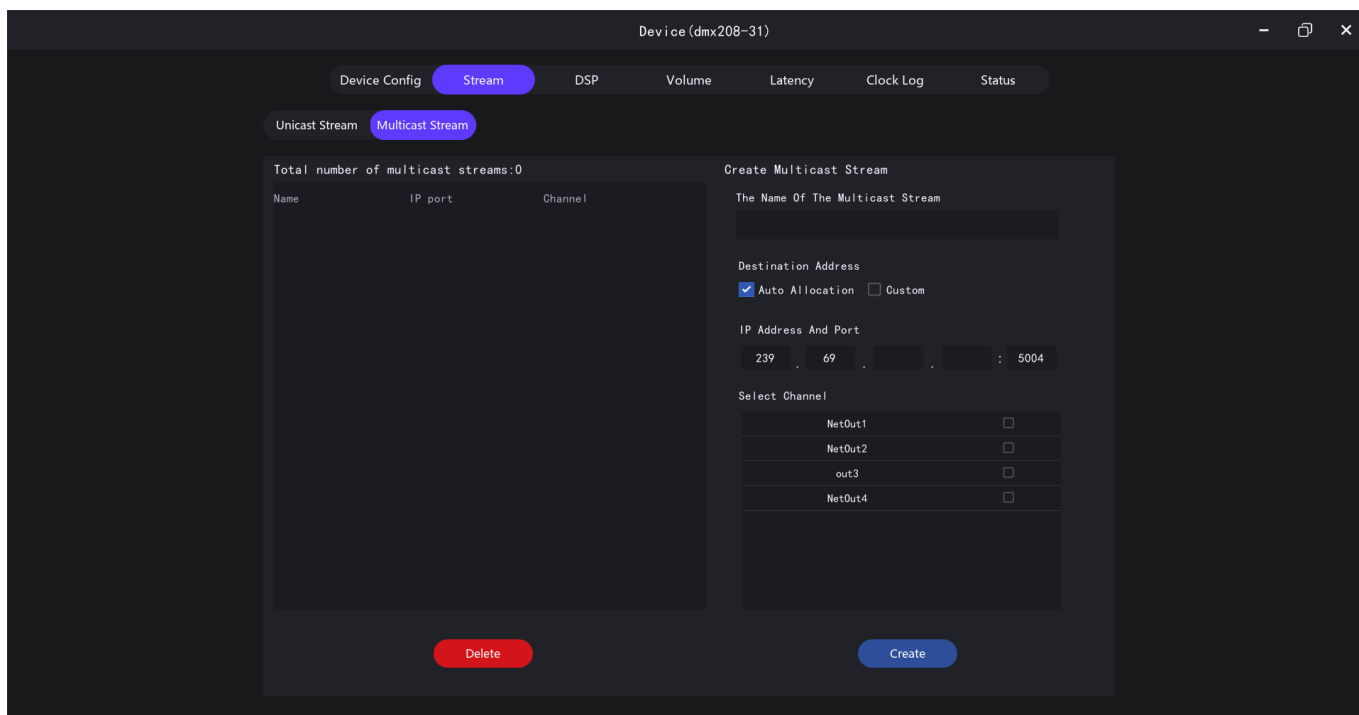 Device(dmx208-31)
Device Config Stream DSP Volume Latency Clock Log Status
Unicast Stream Multicast Stream
Total number of multicast streams:0
Name IP port Channel
Create Multicast Stream
The Name Of The Multicast Stream
Destination Address
Auto Allocation Custom
IP Address And Port
239 . 69 . . : 5004
Select Channel
NetOut1
NetOut2
out3
NetOut4
Delete
Create